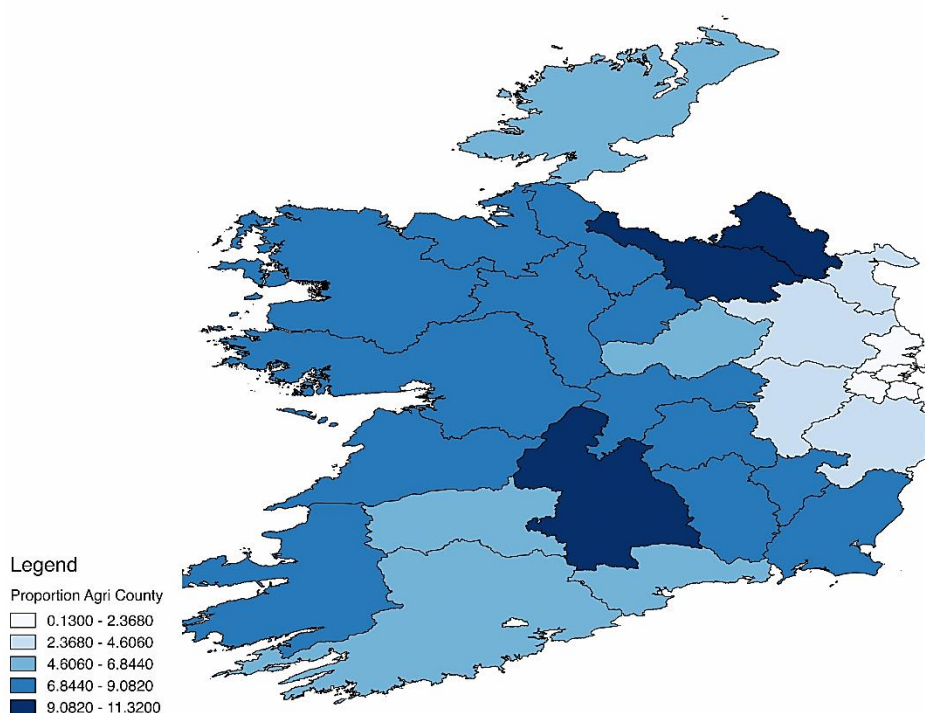 Legend
Proportion Agri County
0.1300 - 2.3680
2.3680 - 4.6060
4.6060 - 6.8440
6.8440 - 9.0820
9.0820 - 11.3200